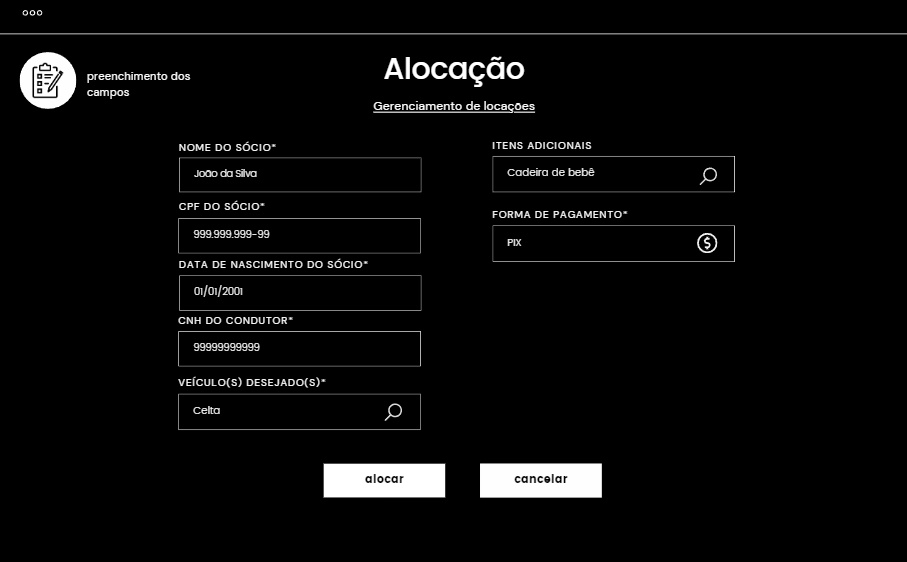 preenchimento dos
campos
Alocação
Gerenciamento de locações
NOME DO SÓCIO*
João da Silva
CPF DO SÓCIO*
999.999.999-99
DATA DE NASCIMENTO DO SÓCIO*
01/01/2001
CNH DO CONDUTOR*
99999999999
VEÍCULO(S) DESEJADO(S)*
Celta
ITENS ADICIONAIS
Cadeira de bebê
FORMA DE PAGAMENTO*
PIX
alocar
cancelar